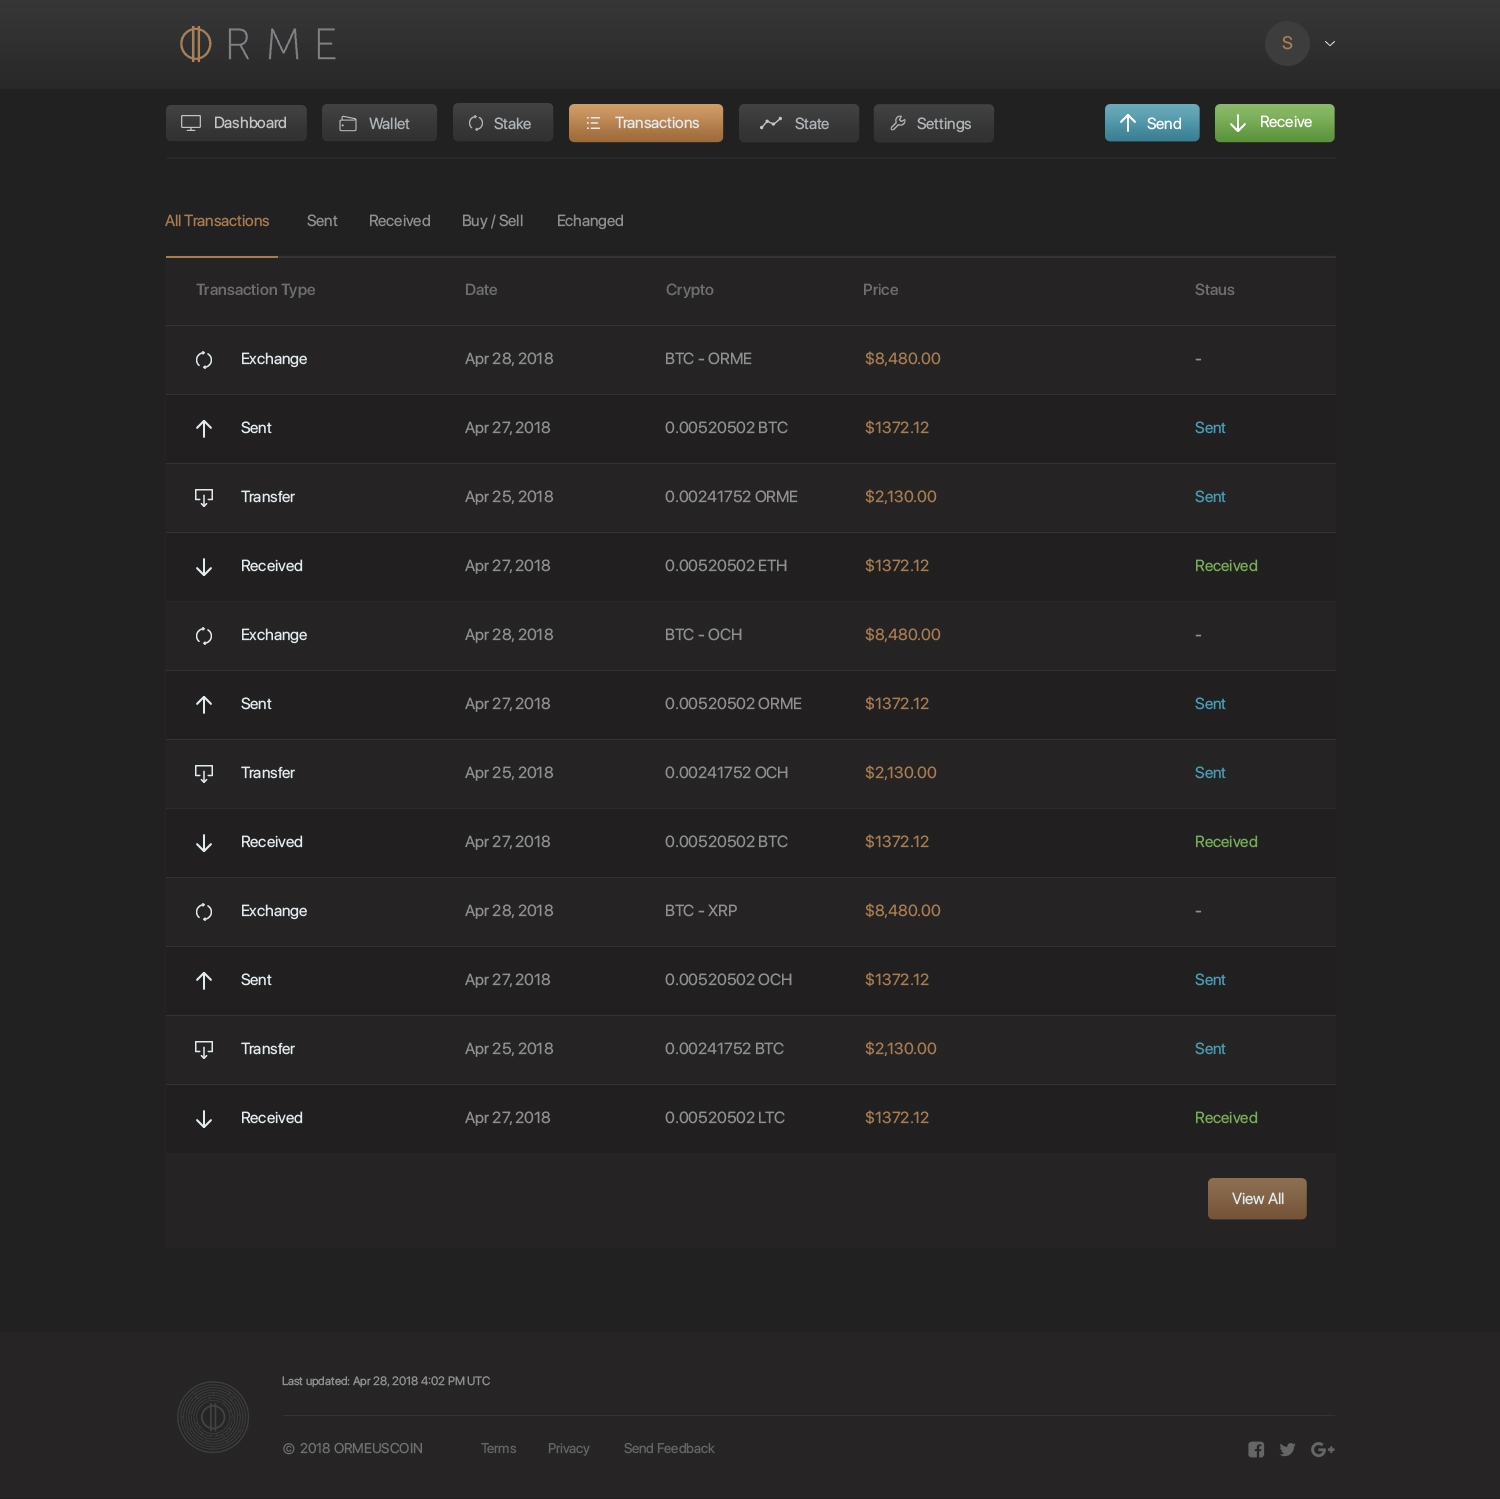 ORME
S
Dashboard Wallet Stake Transactions State Settings Send Receive
All Transactions Sent Received Buy / Sell Echanged
Transaction Type Date Crypto Price Staus
Exchange Apr 28, 2018 BTC - ORME $8,480.00 -
Sent Apr 27, 2018 0.00520502 BTC $1372.12 Sent
Transfer Apr 25, 2018 0.00241752 ORME $2,130.00 Sent
Received Apr 27, 2018 0.00520502 ETH $1372.12 Received
Exchange Apr 28, 2018 BTC - OCH $8,480.00 -
Sent Apr 27, 2018 0.00520502 ORME $1372.12 Sent
Transfer Apr 25, 2018 0.00241752 OCH $2,130.00 Sent
Received Apr 27, 2018 0.00520502 BTC $1372.12 Received
Exchange Apr 28, 2018 BTC - XRP $8,480.00 -
Sent Apr 27, 2018 0.00520502 OCH $1372.12 Sent
Transfer Apr 25, 2018 0.00241752 BTC $2,130.00 Sent
Received Apr 27, 2018 0.00520502 LTC $1372.12 Received
View All
Last updated: Apr 28, 2018 4:02 PM UTC
© 2018 ORMEUSCOIN Terms Privacy Send Feedback